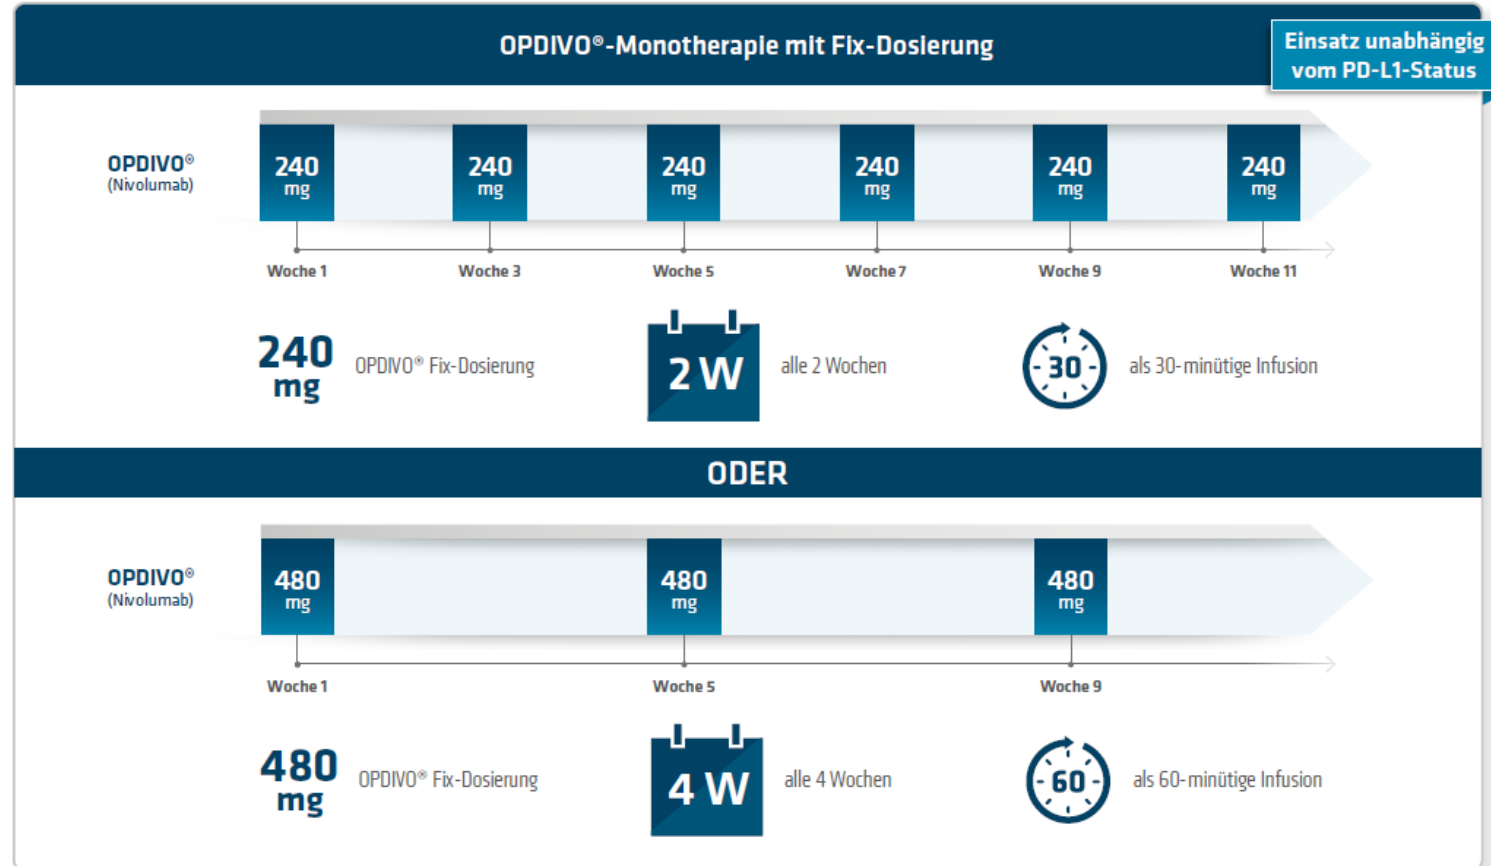 OPDIVO®-Monotherapie mit Fix-Dosierung
Einsatz unabhängig
vom PD-L1-Status
OPDIVO®
(Nivolumab)
240 mg
240 mg
240 mg
240 mg
240 mg
240 mg
Woche 1
Woche 3
Woche 5
Woche 7
Woche 9
Woche 11
240 mg
OPDIVO® Fix-Dosierung
2 W
alle 2 Wochen
30
als 30-minütige Infusion
ODER
OPDIVO®
(Nivolumab)
480 mg
480 mg
480 mg
Woche 1
Woche 5
Woche 9
480 mg
OPDIVO® Fix-Dosierung
4 W
alle 4 Wochen
60
als 60-minütige Infusion